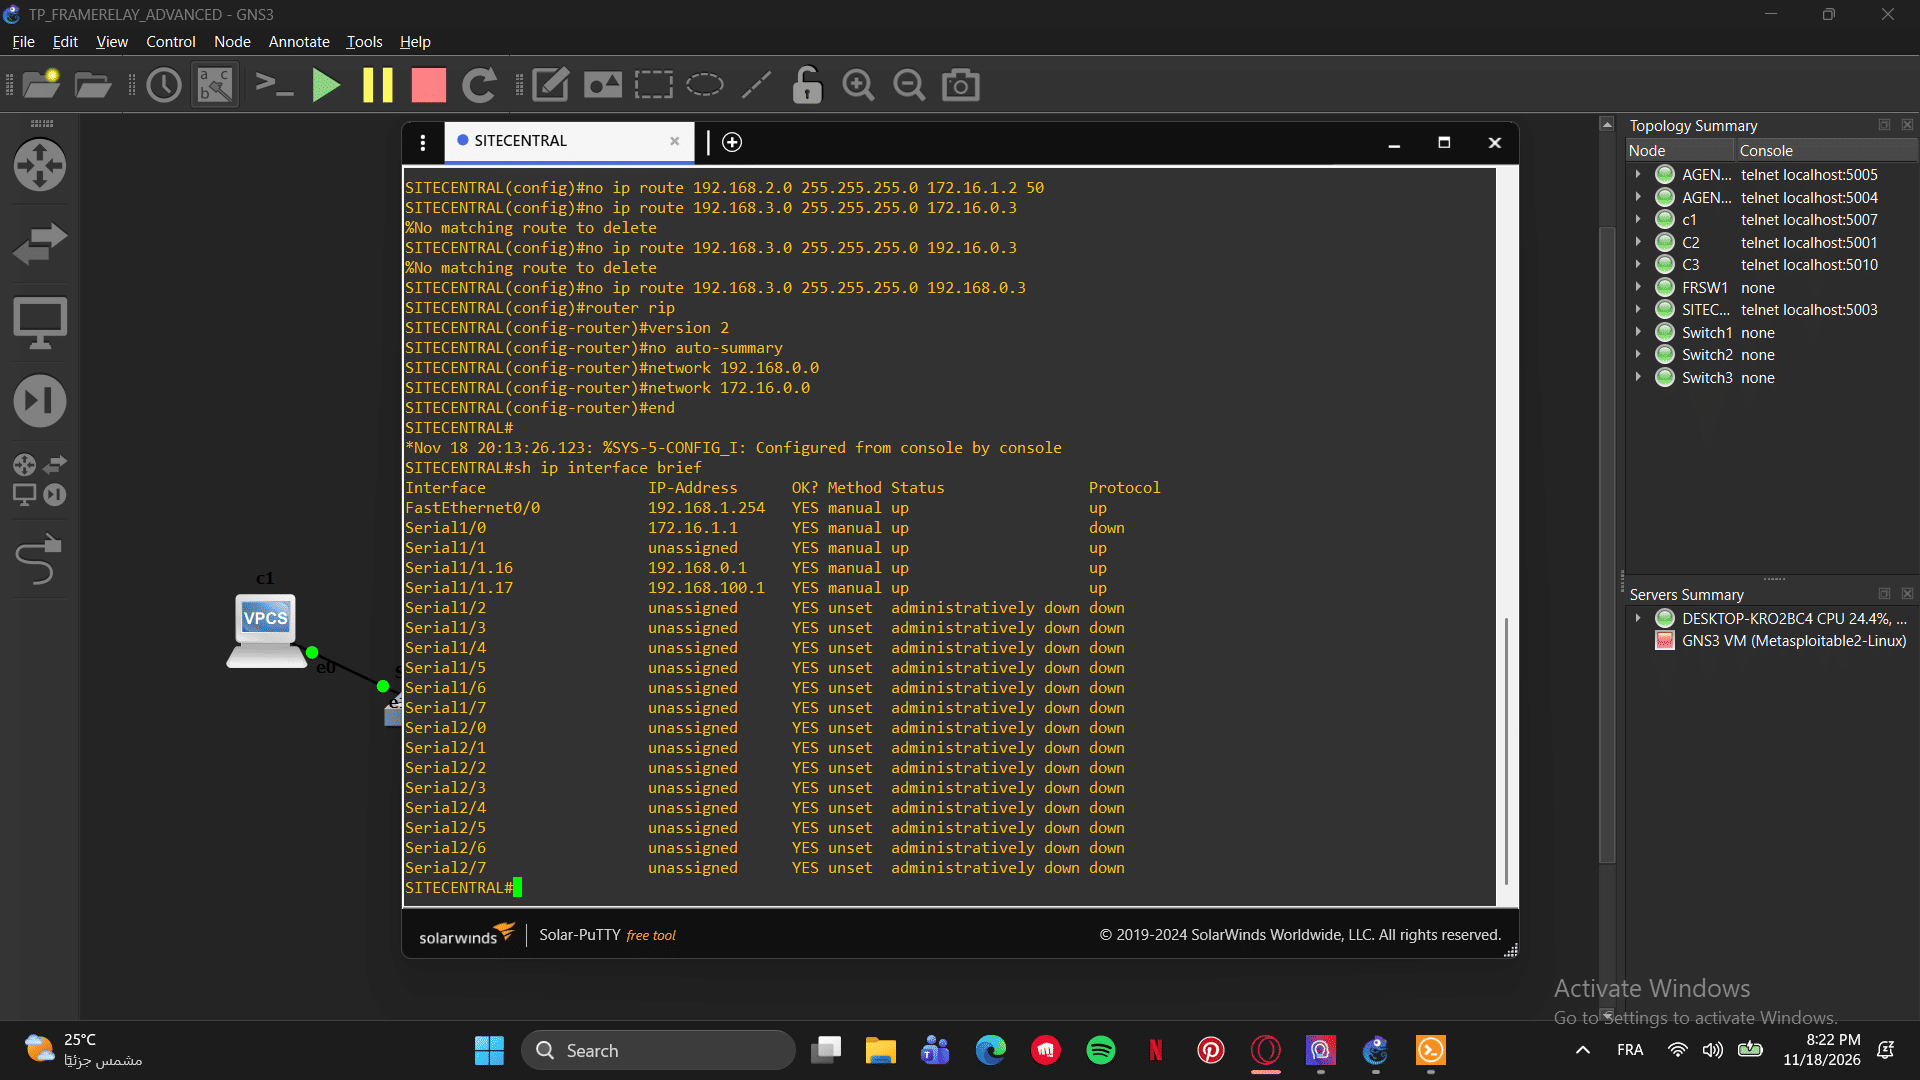 TP_FRAMERELAY_ADVANCED - GNS3
File Edit View Control Node Annotate Tools Help
SITECENTRAL
SITECENTRAL(config)#no ip route 192.168.2.0 255.255.255.0 172.16.1.2 50
SITECENTRAL(config)#no ip route 192.168.3.0 255.255.255.0 172.16.0.3
%No matching route to delete
SITECENTRAL(config)#no ip route 192.168.3.0 255.255.255.0 192.16.0.3
%No matching route to delete
SITECENTRAL(config)#no ip route 192.168.3.0 255.255.255.0 192.168.0.3
SITECENTRAL(config)#router rip
SITECENTRAL(config-router)#version 2
SITECENTRAL(config-router)#no auto-summary
SITECENTRAL(config-router)#network 192.168.0.0
SITECENTRAL(config-router)#network 172.16.0.0
SITECENTRAL(config-router)#end
SITECENTRAL#
*Nov 18 20:13:26.123: %SYS-5-CONFIG_I: Configured from console by console
SITECENTRAL#sh ip interface brief
Interface IP-Address OK? Method Status Protocol
FastEthernet0/0 192.168.1.254 YES manual up up
Serial1/0 172.16.1.1 YES manual up down
Serial1/1 unassigned YES manual up up
Serial1/1.16 192.168.0.1 YES manual up up
Serial1/1.17 192.168.100.1 YES manual up up
Serial1/2 unassigned YES unset administratively down down
Serial1/3 unassigned YES unset administratively down down
Serial1/4 unassigned YES unset administratively down down
Serial1/5 unassigned YES unset administratively down down
Serial1/6 unassigned YES unset administratively down down
Serial1/7 unassigned YES unset administratively down down
Serial2/0 unassigned YES unset administratively down down
Serial2/1 unassigned YES unset administratively down down
Serial2/2 unassigned YES unset administratively down down
Serial2/3 unassigned YES unset administratively down down
Serial2/4 unassigned YES unset administratively down down
Serial2/5 unassigned YES unset administratively down down
Serial2/6 unassigned YES unset administratively down down
Serial2/7 unassigned YES unset administratively down down
SITECENTRAL#
solarwinds Solar-PuTTY free tool © 2019-2024 SolarWinds Worldwide, LLC. All rights reserved.
c1
VPCS
e0
Topology Summary
Node Console
AGEN... telnet localhost:5005
AGEN... telnet localhost:5004
c1 telnet localhost:5007
C2 telnet localhost:5001
C3 telnet localhost:5010
FRSW1 none
SITEC... telnet localhost:5003
Switch1 none
Switch2 none
Switch3 none
Servers Summary
DESKTOP-KRO2BC4 CPU 24.4%, ...
GNS3 VM (Metasploitable2-Linux)
Activate Windows
Go to Settings to activate Windows.
25°C
مشمس جزئيًا
Search
FRA
8:22 PM
11/18/2026